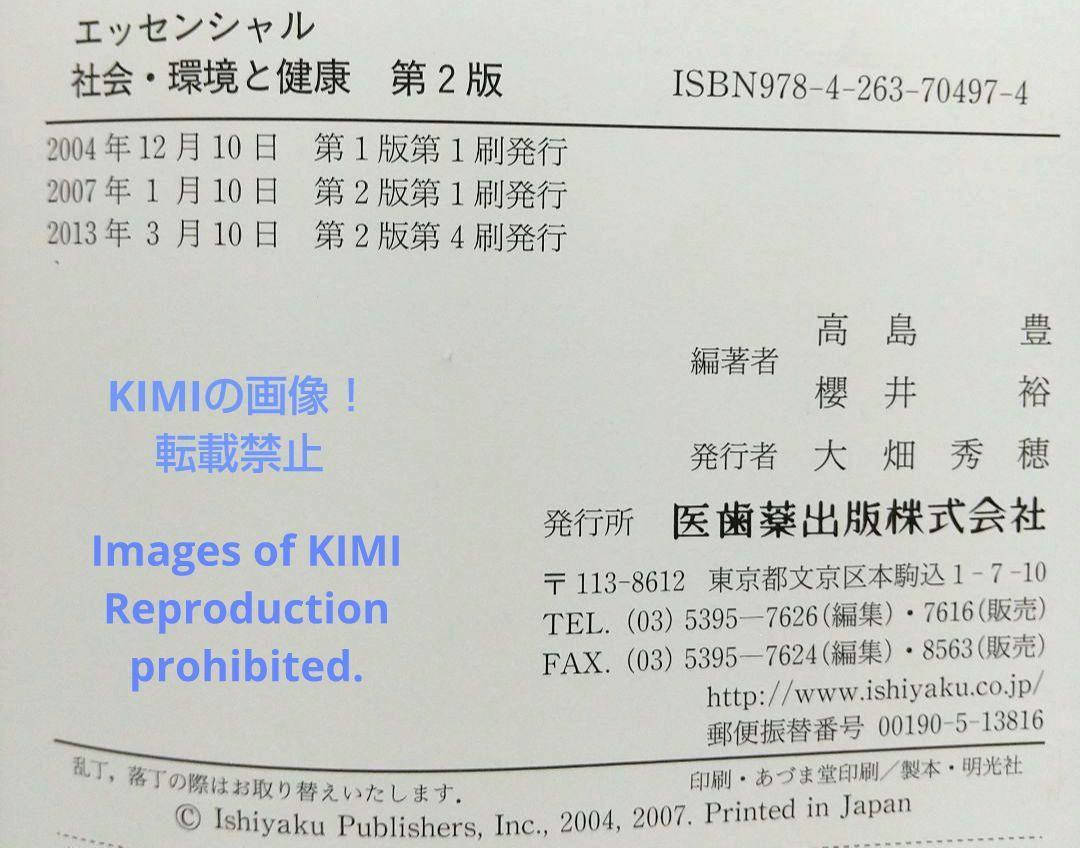 エッセンシャル
社会・環境と健康　第2版
ISBN978-4-263-70497-4
2004年12月10日　第1版第1刷発行
2007年 1月10日　第2版第1刷発行
2013年 3月10日　第2版第4刷発行
編著者
高島　豊
櫻井　裕
発行者　大畑秀穂
発行所　医歯薬出版株式会社
〒113-8612　東京都文京区本駒込1-7-10
TEL. (03) 5395―7626(編集)・7616(販売)
FAX. (03) 5395―7624(編集)・8563(販売)
http://www.ishiyaku.co.jp/
郵便振替番号 00190-5-13816
KIMIの画像！
転載禁止
Images of KIMI
Reproduction
prohibited.
乱丁，落丁の際はお取り替えいたします．
印刷・あづま堂印刷／製本・明光社
© Ishiyaku Publishers, Inc., 2004, 2007. Printed in Japan